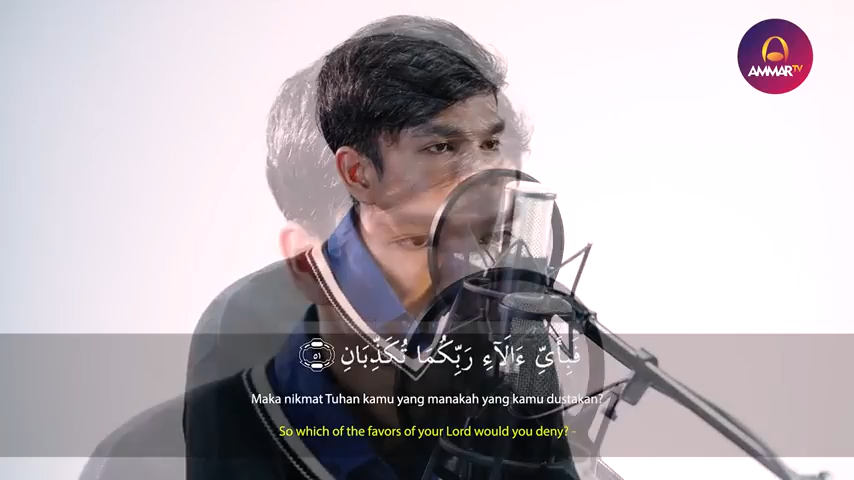 AMMARTV
فَبِأَيِّ ءَالَآءِ رَبِّكُمَا تُكَذِّبَانِ ٥١
Maka nikmat Tuhan kamu yang manakah yang kamu dustakan?
So which of the favors of your Lord would you deny? -